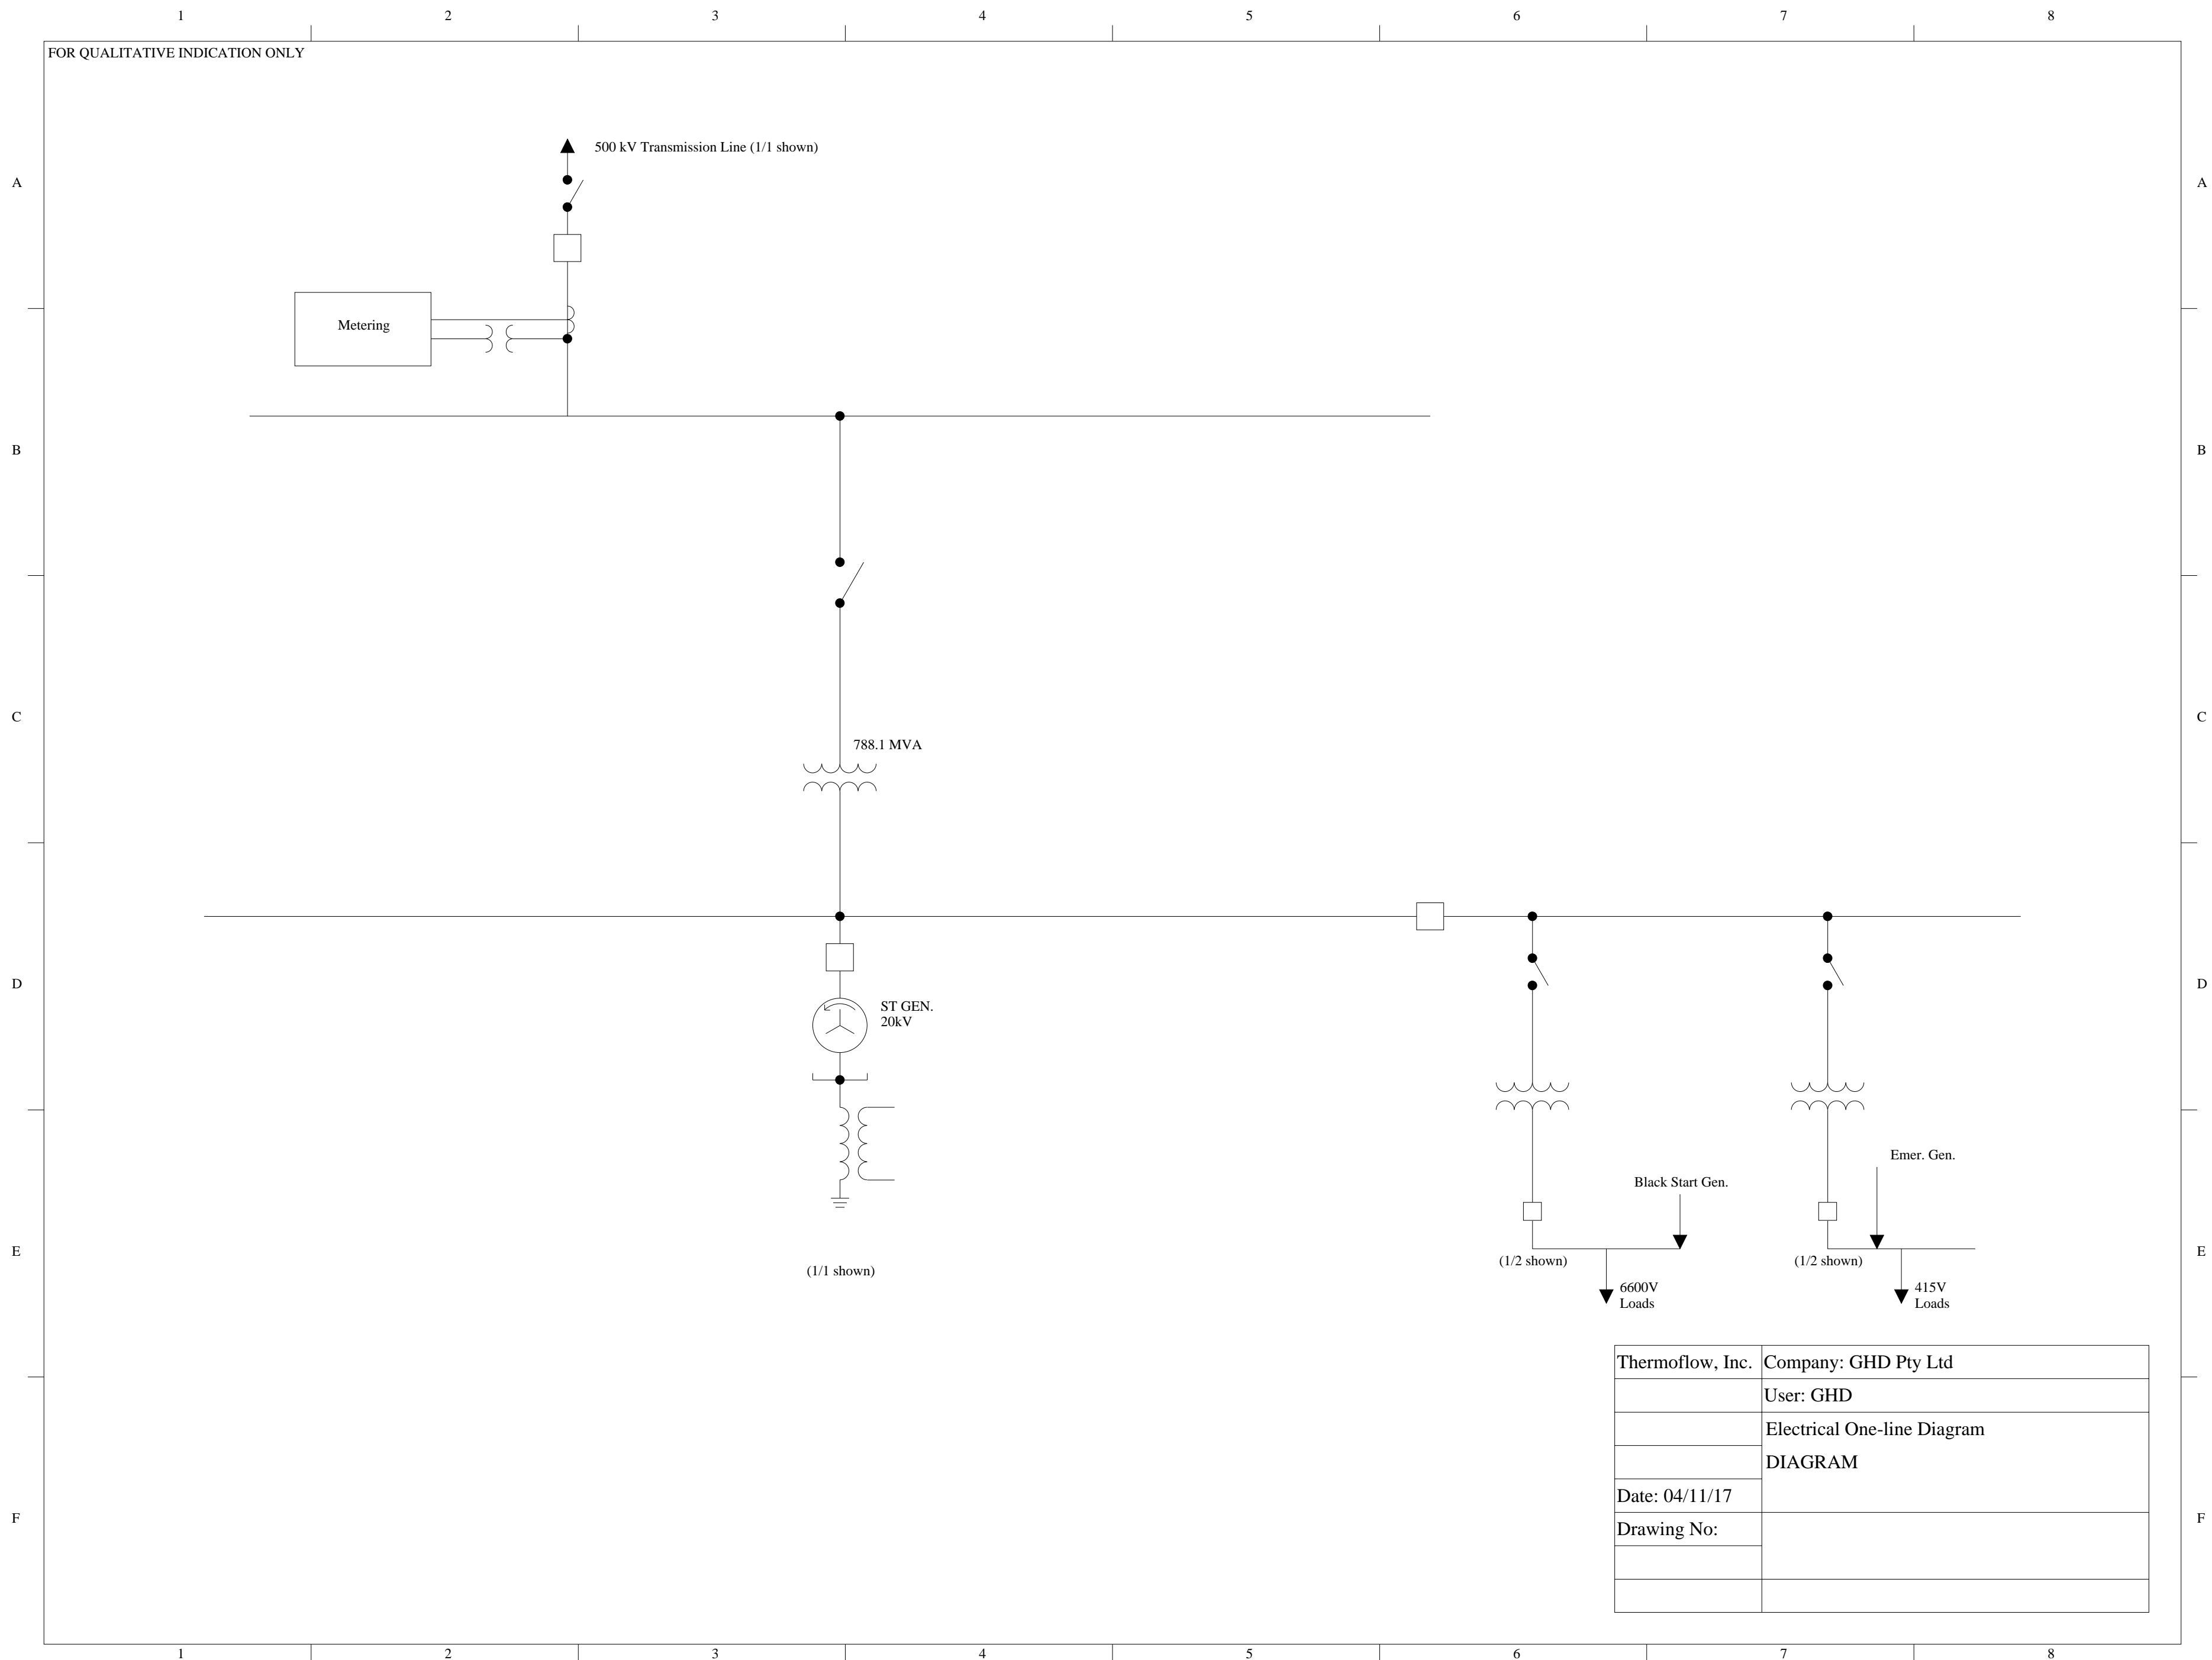 1 2 3 4 5 6 7 8
FOR QUALITATIVE INDICATION ONLY
500 kV Transmission Line (1/1 shown)
A A
Metering
B B
C C
788.1 MVA
D D
ST GEN.
20kV
Emer. Gen.
Black Start Gen.
E E
(1/2 shown) (1/2 shown)
(1/1 shown)
6600V
Loads
415V
Loads
Thermoflow, Inc. Company: GHD Pty Ltd
User: GHD
Electrical One-line Diagram
DIAGRAM
Date: 04/11/17
F F
Drawing No:
1 2 3 4 5 6 7 8